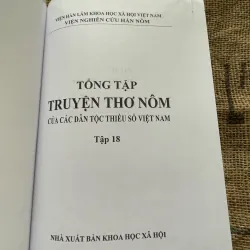 VIỆN HÀN LÂM KHOA HỌC XÃ HỘI VIỆT NAM
VIỆN NGHIÊN CỨU HÁN NÔM
TỔNG TẬP
TRUYỆN THƠ NÔM
CỦA CÁC DÂN TỘC THIỂU SỐ VIỆT NAM
Tập 18
NHÀ XUẤT BẢN KHOA HỌC XÃ HỘI